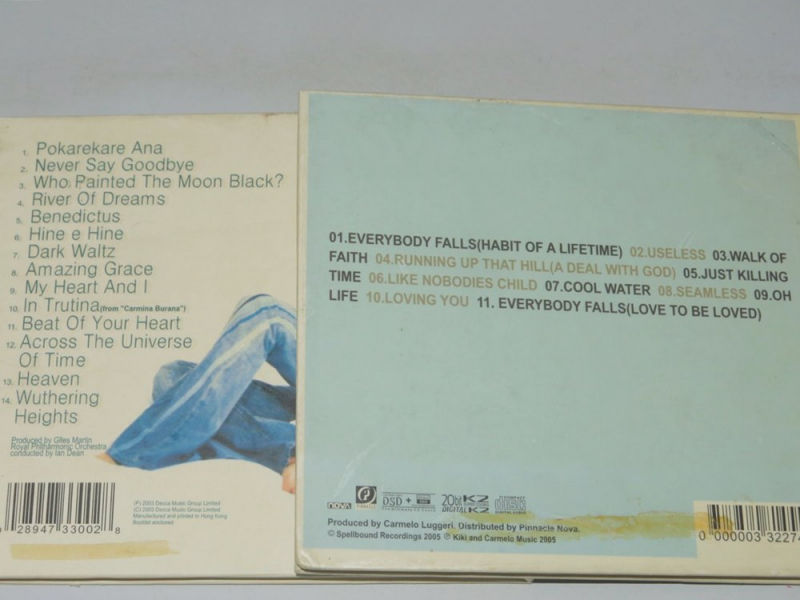 1. Pokarekare Ana
2. Never Say Goodbye
3. Who Painted The Moon Black?
4. River Of Dreams
5. Benedictus
6. Hine e Hine
7. Dark Waltz
8. Amazing Grace
9. My Heart And I
10. In Trutina (from "Carmina Burana")
11. Beat Of Your Heart
12. Across The Universe
Of Time
13. Heaven
14. Wuthering
Heights
Produced by Giles Martin
Royal Philharmonic Orchestra
conducted by Ian Dean
28947 33002 8
(P) 2003 Decca Music Group Limited
(C) 2003 Decca Music Group Limited
Manufactured and printed in Hong Kong
Booklet enclosed
01.EVERYBODY FALLS(HABIT OF A LIFETIME) 02.USELESS 03.WALK OF
FAITH 04.RUNNING UP THAT HILL(A DEAL WITH GOD) 05.JUST KILLING
TIME 06.LIKE NOBODIES CHILD 07.COOL WATER 08.SEAMLESS 09.OH
LIFE 10.LOVING YOU 11. EVERYBODY FALLS(LOVE TO BE LOVED)
NOVA DSD + 20bit K2 DIGITAL K2
Produced by Carmelo Luggeri. Distributed by Pinnacle Nova.
© Spellbound Recordings 2005 ℗ Kiki and Carmelo Music 2005
0 000003 32274